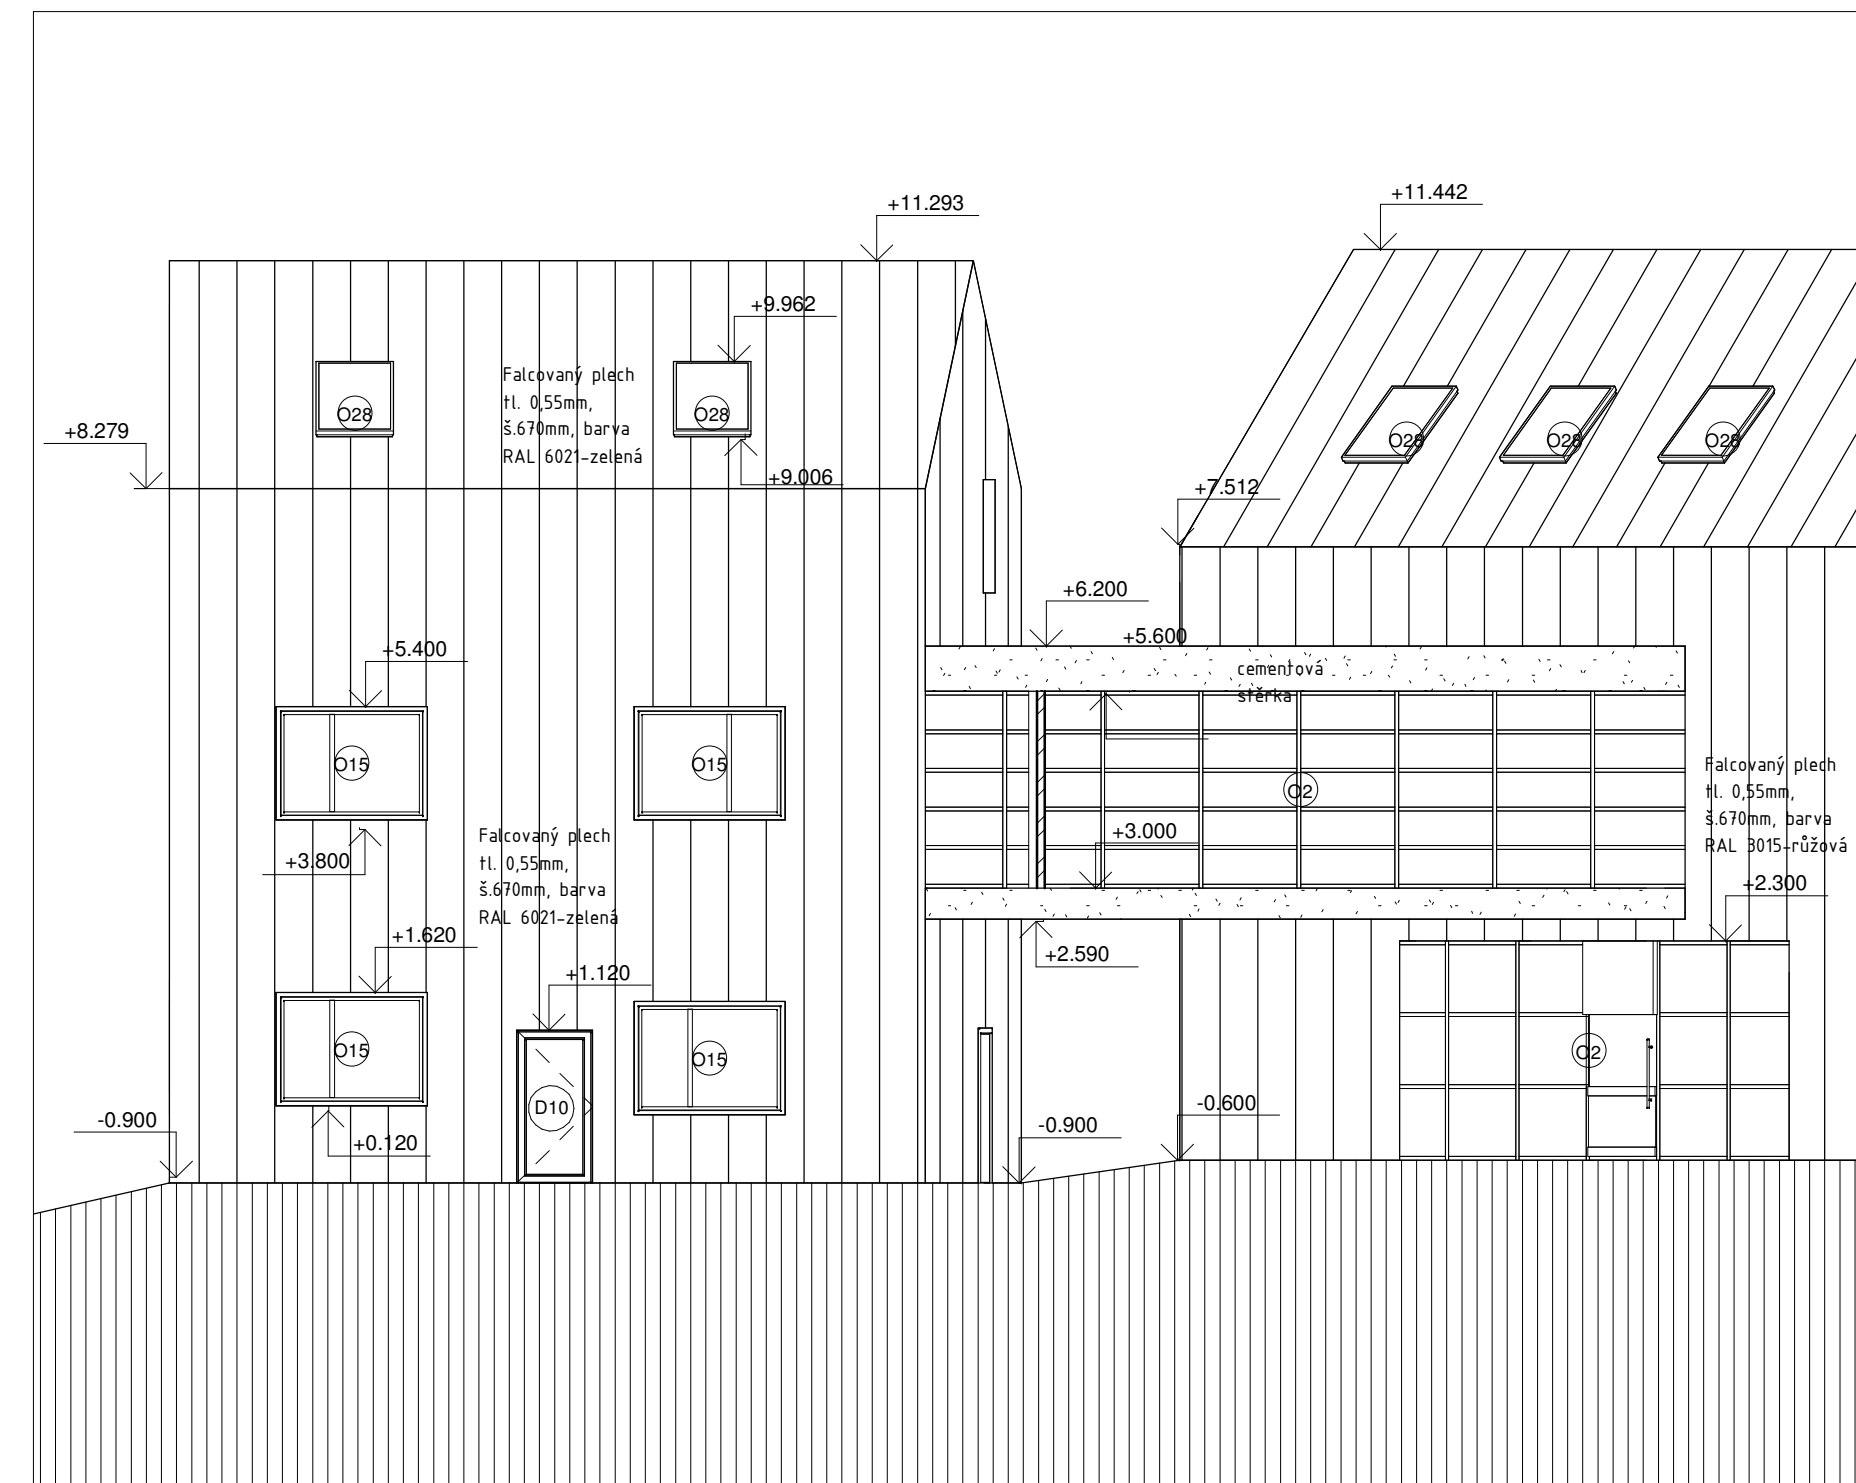 +11.442
+11.293
+9.962
Falcovaný plech
tl. 0,55mm,
š.670mm, barva
RAL 6021-zelená
O28
O28
O28
O28
O28
+8.279
+9.006
+7.512
+6.200
+5.600
+5.400
cementová
stěrka
O15
O15
O2
Falcovaný plech
tl. 0,55mm,
š.670mm, barva
RAL 3015-růžová
+3.800
+3.000
Falcovaný plech
tl. 0,55mm,
š.670mm, barva
RAL 6021-zelená
+2.300
+1.620
+2.590
+1.120
O15
O15
O2
D10
-0.900
+0.120
-0.900
-0.600